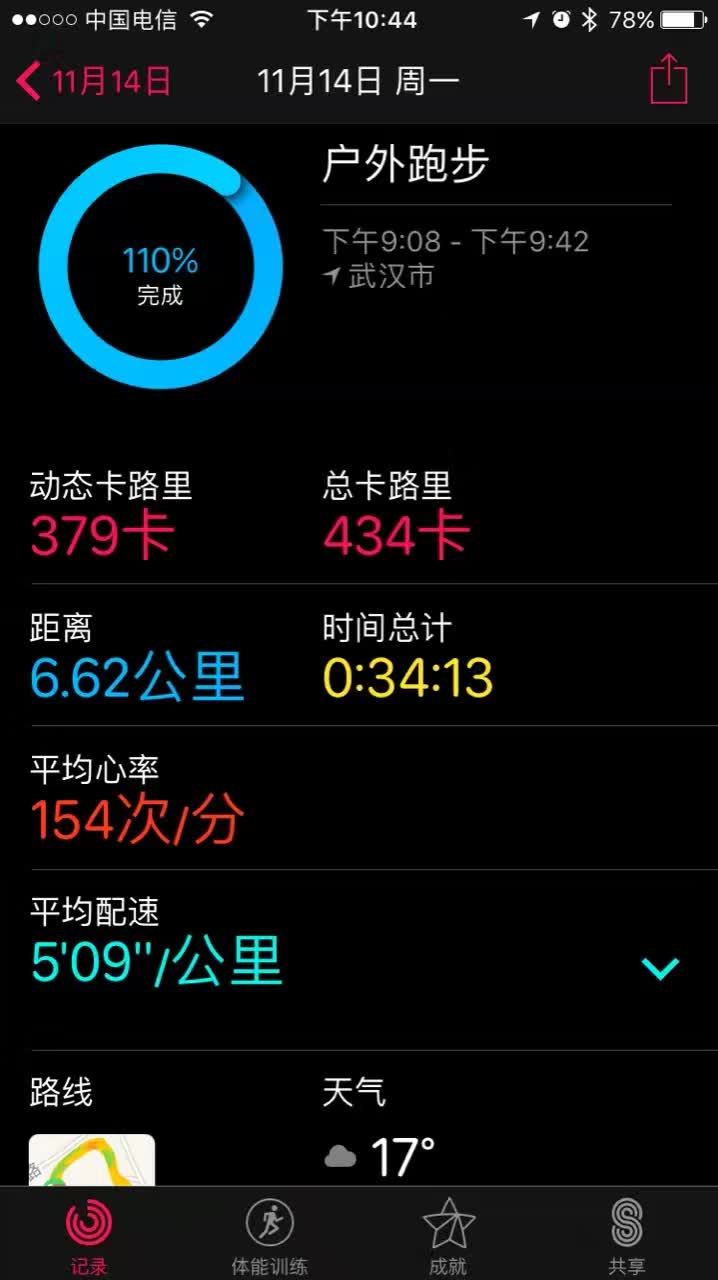 中国电信 下午10:44 78%
11月14日 11月14日 周一
户外跑步
110%
完成
下午9:08 - 下午9:42
武汉市
动态卡路里 总卡路里
379卡 434卡
距离 时间总计
6.62公里 0:34:13
平均心率
154次/分
平均配速
5'09"/公里
路线 天气
路
17°
记录 体能训练 成就 共享